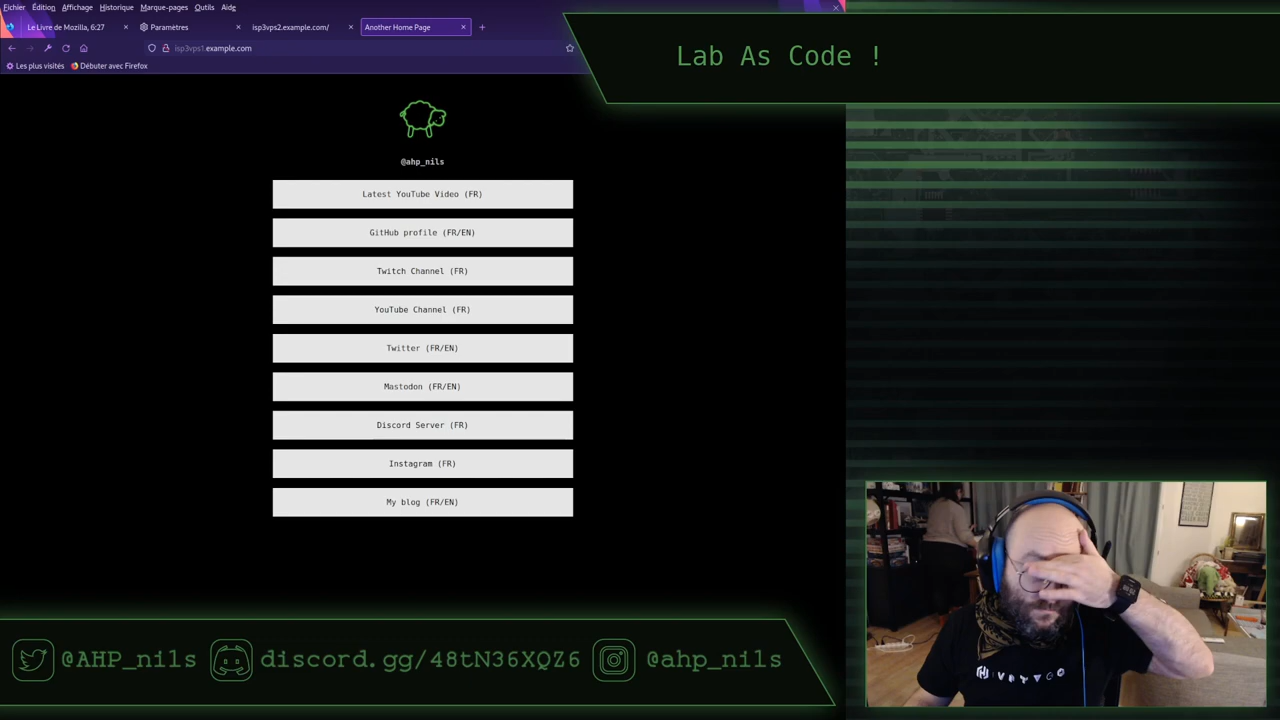 Fichier Édition Affichage Historique Marque-pages Outils Aide
Le Livre de Mozilla, 6:27
Paramètres
isp3vps2.example.com/
Another Home Page
isp3vps1.example.com
Les plus visités
Débuter avec Firefox
Lab As Code !
@ahp_nils
Latest YouTube Video (FR)
GitHub profile (FR/EN)
Twitch Channel (FR)
YouTube Channel (FR)
Twitter (FR/EN)
Mastodon (FR/EN)
Discord Server (FR)
Instagram (FR)
My blog (FR/EN)
@AHP_nils
discord.gg/48tN36XQZ6
@ahp_nils